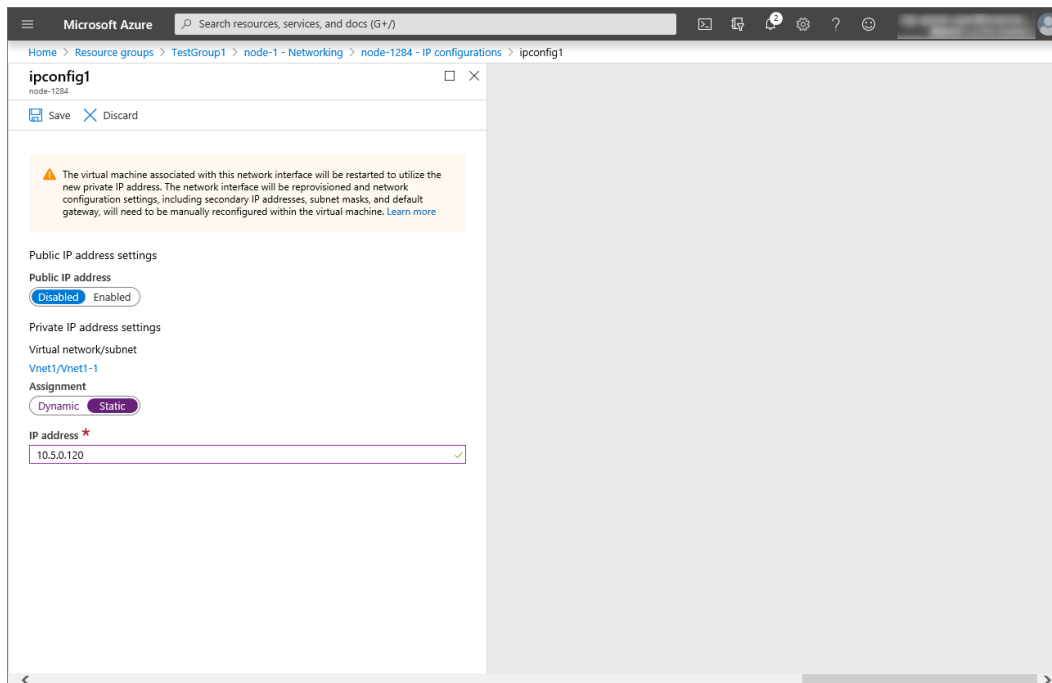 Microsoft Azure
Search resources, services, and docs (G+/)
2
Home > Resource groups > TestGroup1 > node-1 - Networking > node-1284 - IP configurations > ipconfig1
ipconfig1
node-1284
Save Discard
The virtual machine associated with this network interface will be restarted to utilize the
new private IP address. The network interface will be reprovisioned and network
configuration settings, including secondary IP addresses, subnet masks, and default
gateway, will need to be manually reconfigured within the virtual machine. Learn more
Public IP address settings
Public IP address
Disabled Enabled
Private IP address settings
Virtual network/subnet
Vnet1/Vnet1-1
Assignment
Dynamic Static
IP address *
10.5.0.120